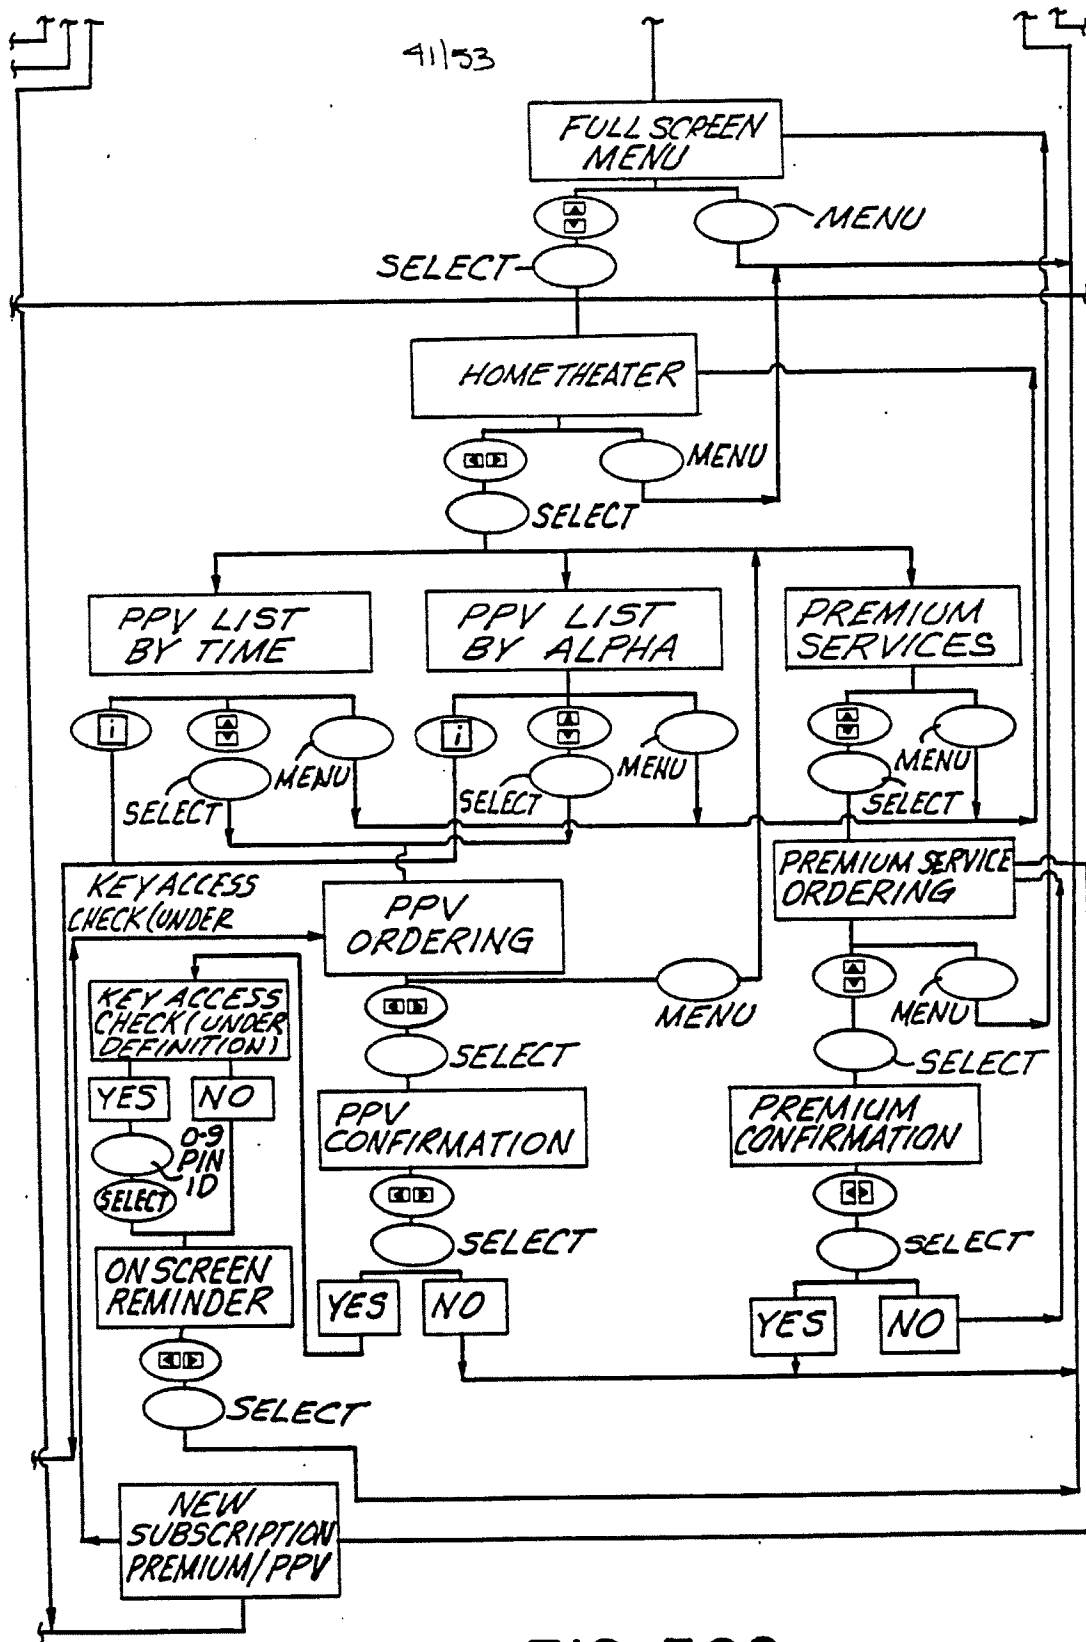 41/53
FULL SCREEN
MENU
MENU
SELECT
HOME THEATER
MENU
SELECT
PPV LIST
BY TIME
PPV LIST
BY ALPHA
PREMIUM
SERVICES
i
MENU
SELECT
i
MENU
SELECT
MENU
SELECT
KEY ACCESS
CHECK (UNDER
PPV
ORDERING
PREMIUM SERVICE
ORDERING
MENU
MENU
KEY ACCESS
CHECK (UNDER
DEFINITION)
SELECT
SELECT
YES
NO
0-9
PIN
ID
SELECT
PPV
CONFIRMATION
PREMIUM
CONFIRMATION
SELECT
SELECT
ON SCREEN
REMINDER
YES
NO
YES
NO
SELECT
NEW
SUBSCRIPTION
PREMIUM/PPV